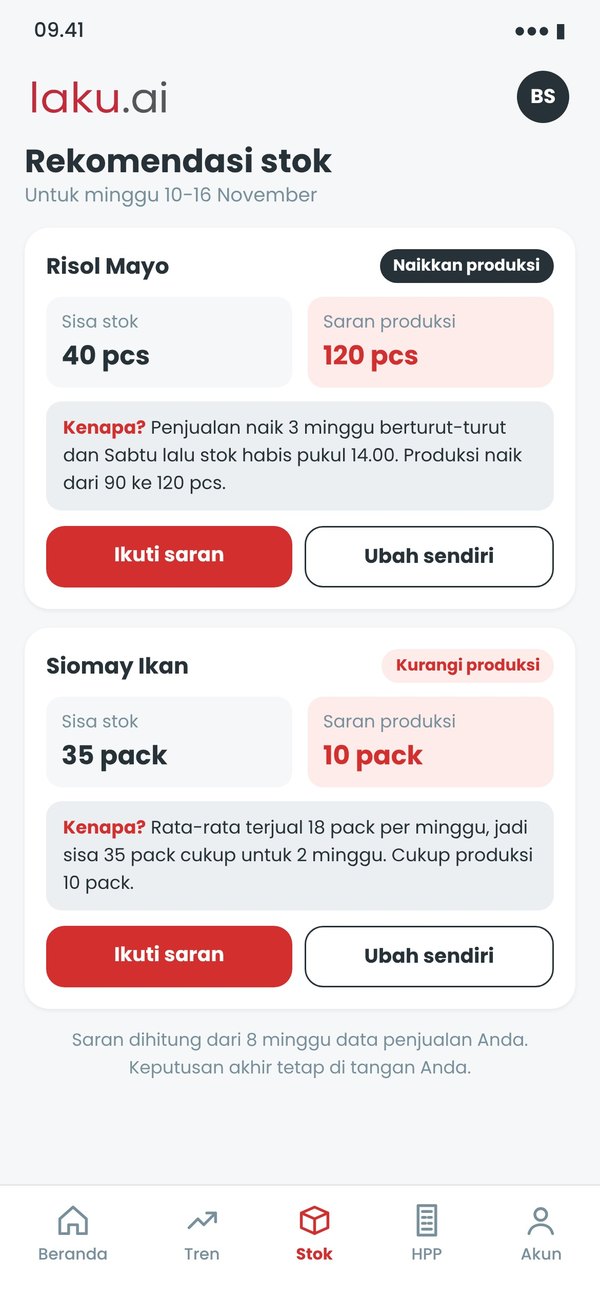 09.41
laku.ai
BS
Rekomendasi stok
Untuk minggu 10-16 November
Risol Mayo
Naikkan produksi
Sisa stok
40 pcs
Saran produksi
120 pcs
Kenapa? Penjualan naik 3 minggu berturut-turut
dan Sabtu lalu stok habis pukul 14.00. Produksi naik
dari 90 ke 120 pcs.
Ikuti saran
Ubah sendiri
Siomay Ikan
Kurangi produksi
Sisa stok
35 pack
Saran produksi
10 pack
Kenapa? Rata-rata terjual 18 pack per minggu, jadi
sisa 35 pack cukup untuk 2 minggu. Cukup produksi
10 pack.
Ikuti saran
Ubah sendiri
Saran dihitung dari 8 minggu data penjualan Anda.
Keputusan akhir tetap di tangan Anda.
Beranda
Tren
Stok
HPP
Akun